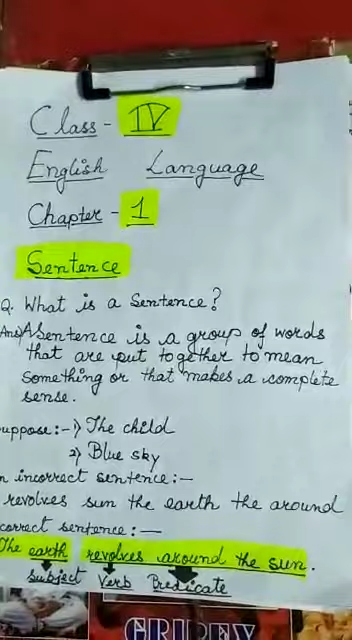 Class - IV
English Language
Chapter - 1
Sentence
Q. What is a Sentence?
Ans) A Sentence is a group of words
that are put together to mean
something or that makes a complete
sense.
uppose:- 1) The child
2) Blue sky
n incorrect sentence:-
revolves sun the earth the around
correct sentence:-
The earth revolves around the sun.
Subject Verb Predicate